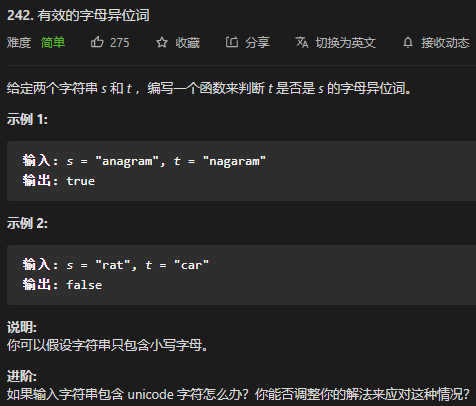 242. 有效的字母异位词
难度 简单 275 收藏 分享 切换为英文 接收动态
给定两个字符串 s 和 t ，编写一个函数来判断 t 是否是 s 的字母异位词。
示例 1:
输入: s = "anagram", t = "nagaram"
输出: true
示例 2:
输入: s = "rat", t = "car"
输出: false
说明:
你可以假设字符串只包含小写字母。
进阶:
如果输入字符串包含 unicode 字符怎么办？你能否调整你的解法来应对这种情况？